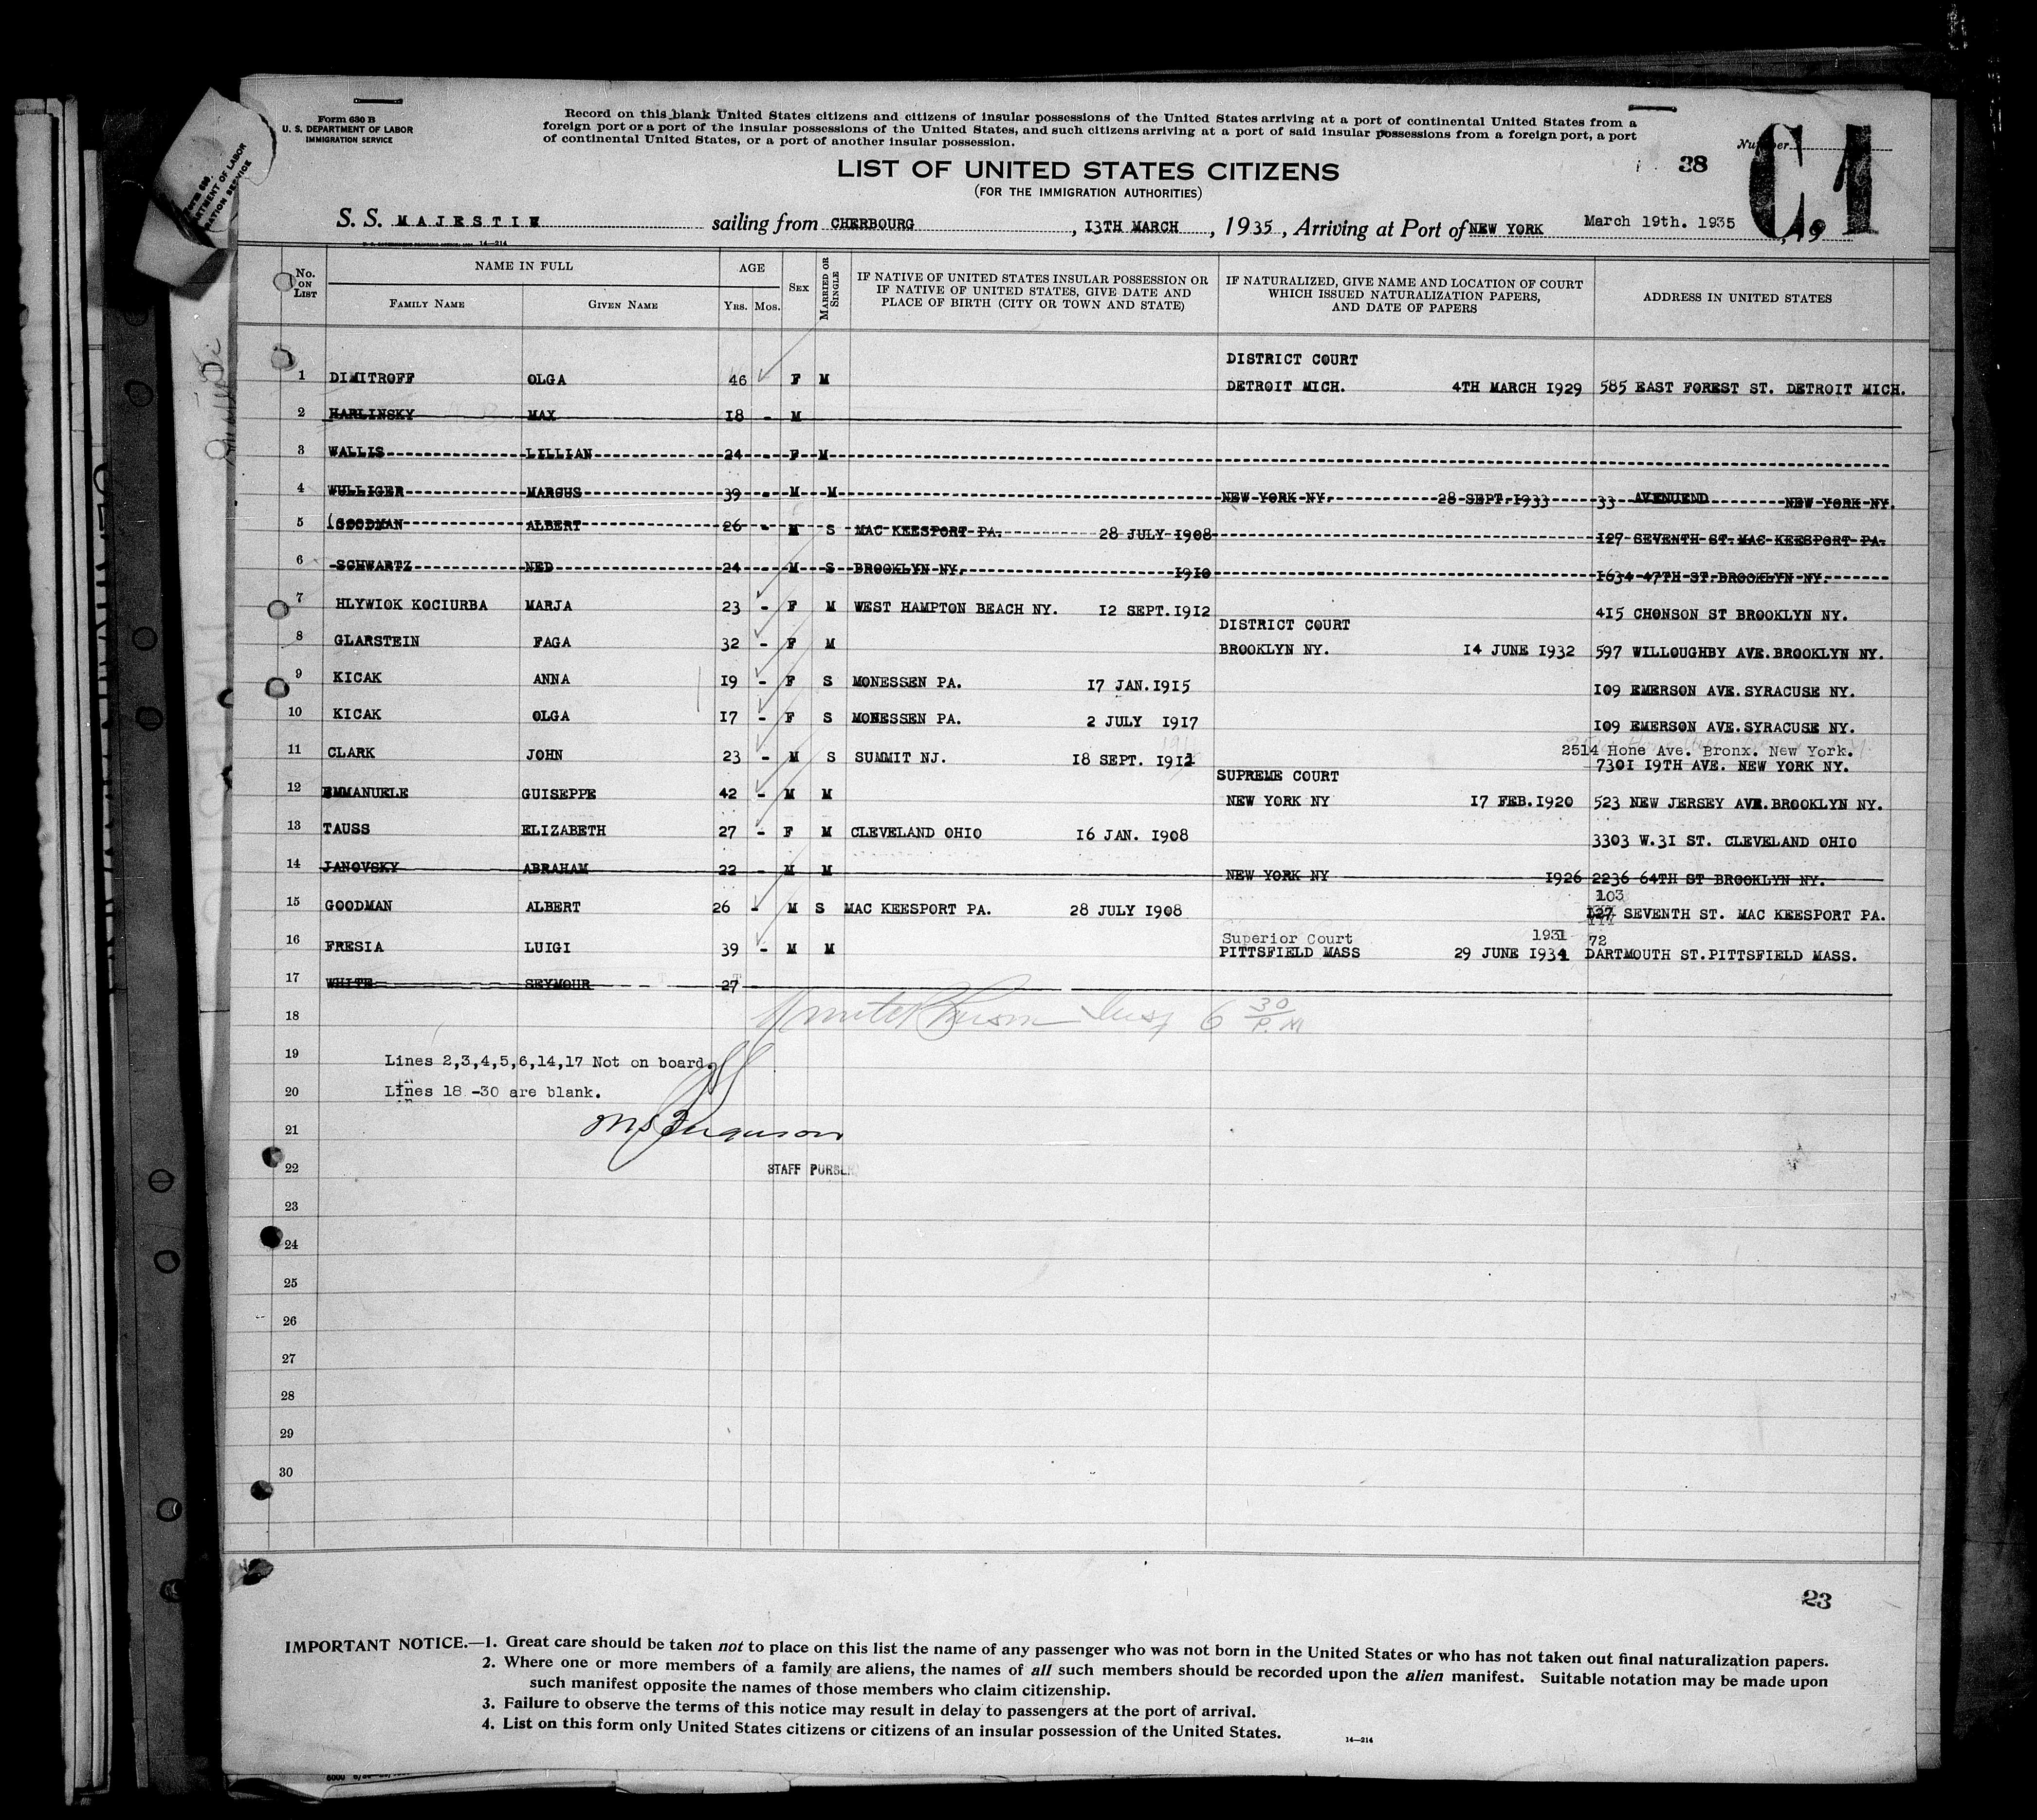 Form 630 B
U. S. DEPARTMENT OF LABOR
IMMIGRATION SERVICE
Record on this blank United States citizens and citizens of insular possessions of the United States arriving at a port of continental United States from a
foreign port or a port of the insular possessions of the United States, and such citizens arriving at a port of said insular possessions from a foreign port, a port
of continental United States, or a port of another insular possession.
Number
C.1
38
LIST OF UNITED STATES CITIZENS
(FOR THE IMMIGRATION AUTHORITIES)
S. S. MAJESTIE sailing from CHERBOURG, 13TH MARCH, 1935, Arriving at Port of NEW YORK March 19th. 1935, 19
14—214
No. ON LIST
NAME IN FULL
FAMILY NAME GIVEN NAME
AGE
YRS. MOS.
SEX
MARRIED OR SINGLE
IF NATIVE OF UNITED STATES INSULAR POSSESSION OR
IF NATIVE OF UNITED STATES, GIVE DATE AND
PLACE OF BIRTH (CITY OR TOWN AND STATE)
IF NATURALIZED, GIVE NAME AND LOCATION OF COURT
WHICH ISSUED NATURALIZATION PAPERS,
AND DATE OF PAPERS
ADDRESS IN UNITED STATES
DISTRICT COURT
1 DIMITROFF OLGA 46 F M DETROIT MICH. 4TH MARCH 1929 585 EAST FOREST ST. DETROIT MICH.
2 HARLINSKY MAX 18 - M
3 WALLIS LILLIAN 24 - F M
4 WULLIGER MARCUS 39 - M M NEW YORK NY. 28 SEPT.1933 33 AVENUEND NEW YORK NY.
5 (GOODMAN ALBERT 26 - M S MAC KEESPORT PA. 28 JULY 1908 127 SEVENTH ST.MAC KEESPORT PA.
6 SCHWARTZ NED 24 - M S BROOKLYN NY. 1910 1634 47TH ST BROOKLYN NY.
7 HLYWIOK KOCIURBA MARJA 23 - F M WEST HAMPTON BEACH NY. 12 SEPT.1912 415 CHONSON ST BROOKLYN NY.
DISTRICT COURT
8 GLARSTEIN FAGA 32 - F M BROOKLYN NY. 14 JUNE 1932 597 WILLOUGHBY AVE.BROOKLYN NY.
9 KICAK ANNA 19 - F S MONESSEN PA. 17 JAN.1915 109 EMERSON AVE.SYRACUSE NY.
10 KICAK OLGA 17 - F S MONESSEN PA. 2 JULY 1917 109 EMERSON AVE.SYRACUSE NY.
2514 Hone Ave. Bronx. New York.
11 CLARK JOHN 23 - M S SUMMIT NJ. 18 SEPT. 1911 7301 19TH AVE. NEW YORK NY.
SUPREME COURT
12 EMMANUELE GUISEPPE 42 - M M NEW YORK NY 17 FEB.1920 523 NEW JERSEY AVE.BROOKLYN NY.
13 TAUSS ELIZABETH 27 - F M CLEVELAND OHIO 16 JAN. 1908 3303 W.31 ST. CLEVELAND OHIO
14 JANOVSKY ABRAHAM 22 - M M NEW YORK NY 1926 2236 64TH ST BROOKLYN NY.
103
15 GOODMAN ALBERT 26 - M S MAC KEESPORT PA. 28 JULY 1908 127 SEVENTH ST. MAC KEESPORT PA.
Superior Court 1931 72
16 FRESIA LUIGI 39 - M M PITTSFIELD MASS 29 JUNE 1931 DARTMOUTH ST.PITTSFIELD MASS.
17 WHITE SEYMOUR 27
18 6 30 P.M
19 Lines 2,3,4,5,6,14,17 Not on board.
20 Lines 18 -30 are blank.
21 Ferguson
22 STAFF PURSER
23
24
25
26
27
28
29
30
23
IMPORTANT NOTICE.—1. Great care should be taken not to place on this list the name of any passenger who was not born in the United States or who has not taken out final naturalization papers.
2. Where one or more members of a family are aliens, the names of all such members should be recorded upon the alien manifest. Suitable notation may be made upon
such manifest opposite the names of those members who claim citizenship.
3. Failure to observe the terms of this notice may result in delay to passengers at the port of arrival.
4. List on this form only United States citizens or citizens of an insular possession of the United States.
14—214